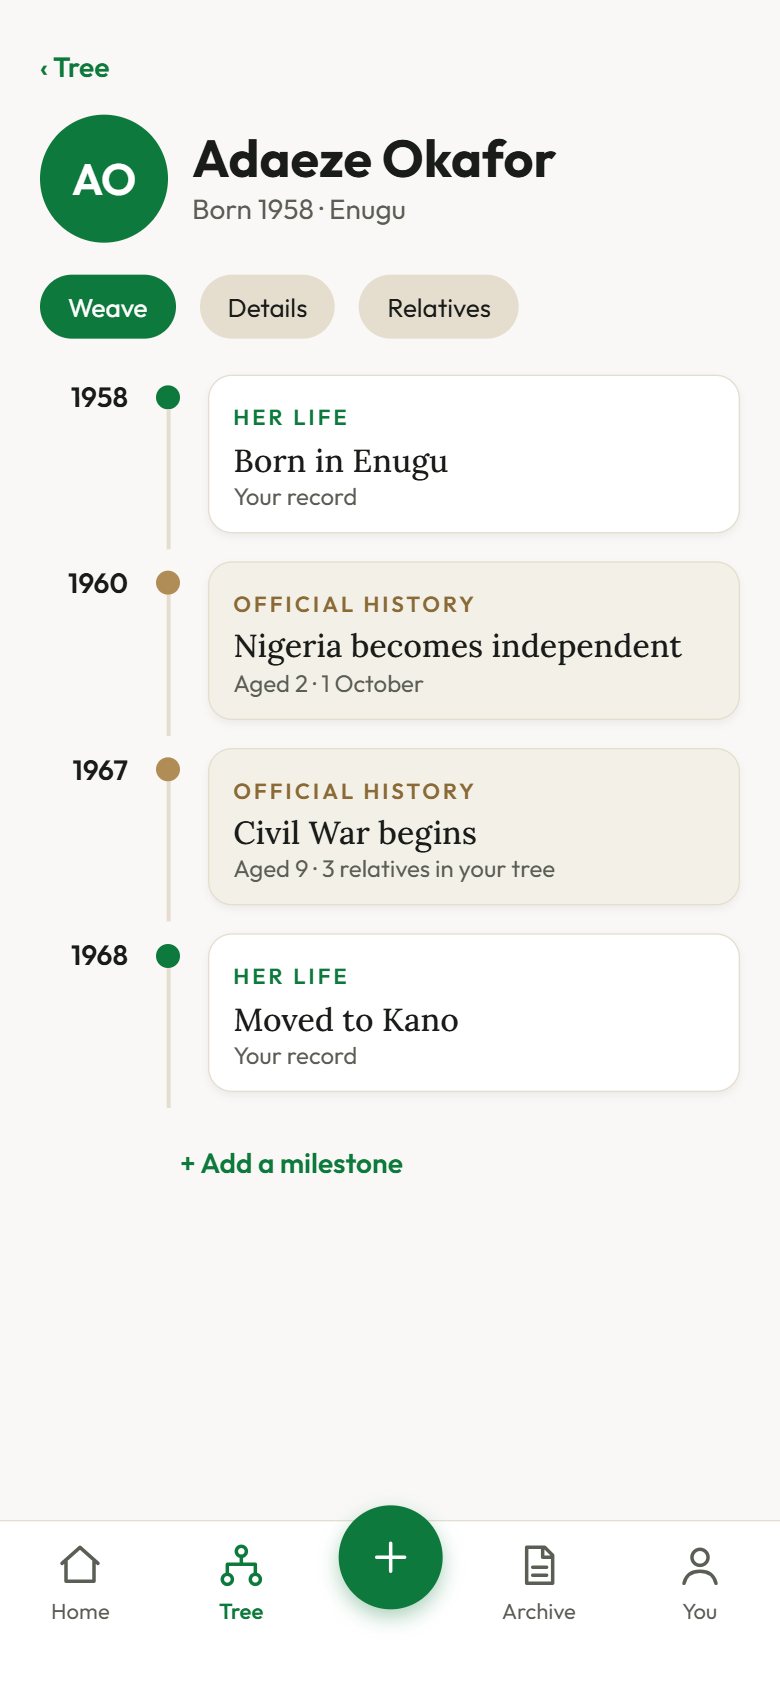 ‹ Tree
AO
Adaeze Okafor
Born 1958 · Enugu
Weave
Details
Relatives
1958
HER LIFE
Born in Enugu
Your record
1960
OFFICIAL HISTORY
Nigeria becomes independent
Aged 2 · 1 October
1967
OFFICIAL HISTORY
Civil War begins
Aged 9 · 3 relatives in your tree
1968
HER LIFE
Moved to Kano
Your record
+ Add a milestone
Home
Tree
Archive
You